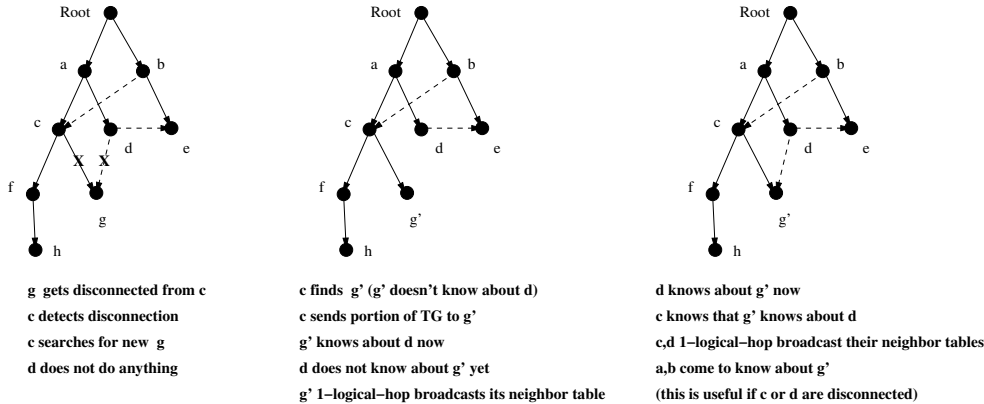 Root
a
b
c
d
e
X X
f
g
h
g gets disconnected from c
c detects disconnection
c searches for new g
d does not do anything
Root
a
b
c
d
e
f
g’
h
c finds g’ (g’ doesn’t know about d)
c sends portion of TG to g’
g’ knows about d now
d does not know about g’ yet
g’ 1−logical−hop broadcasts its neighbor table
Root
a
b
c
d
e
f
g’
h
d knows about g’ now
c knows that g’ knows about d
c,d 1−logical−hop broadcast their neighbor tables
a,b come to know about g’
(this is useful if c or d are disconnected)